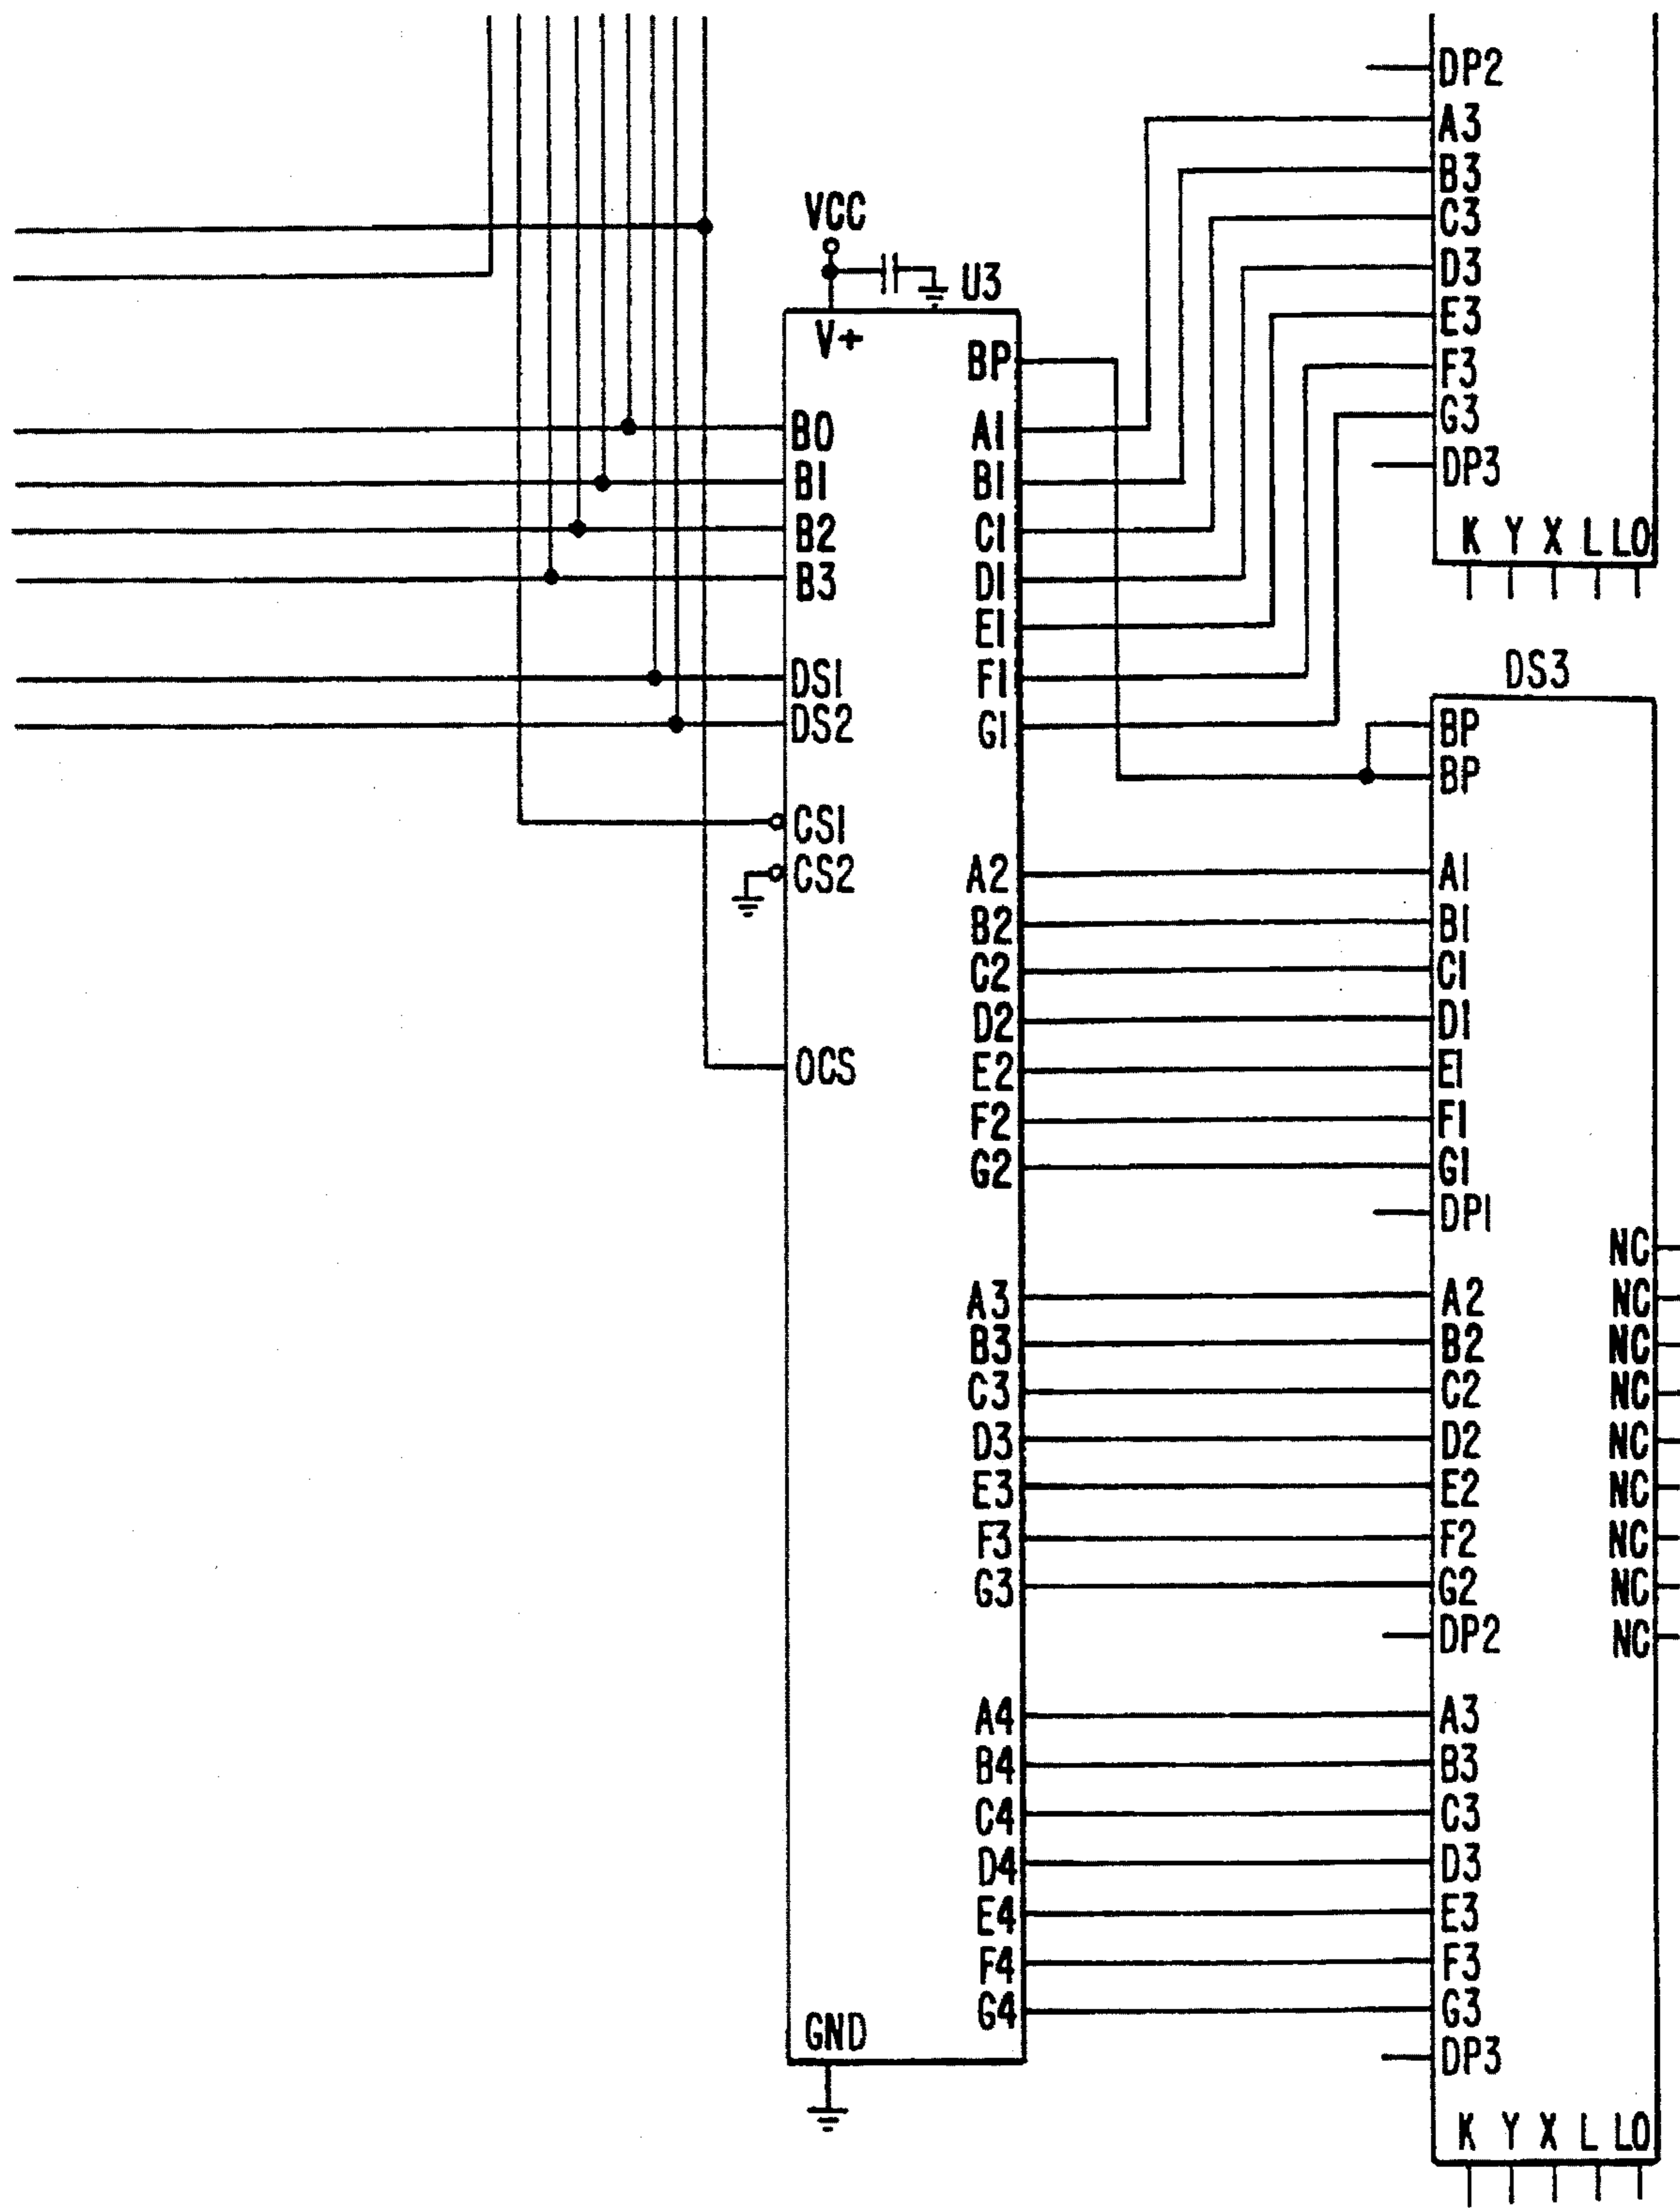 DP2
A3
B3
C3
D3
E3
F3
G3
DP3
K Y X L LO
VCC
U3
V+
BP
B0
B1
B2
B3
DS1
DS2
CS1
CS2
OCS
GND
A1
B1
C1
D1
E1
F1
G1
A2
B2
C2
D2
E2
F2
G2
A3
B3
C3
D3
E3
F3
G3
A4
B4
C4
D4
E4
F4
G4
DS3
BP
BP
A1
B1
C1
D1
E1
F1
G1
DP1
A2
B2
C2
D2
E2
F2
G2
DP2
A3
B3
C3
D3
E3
F3
G3
DP3
NC
NC
NC
NC
NC
NC
NC
NC
NC
K Y X L LO